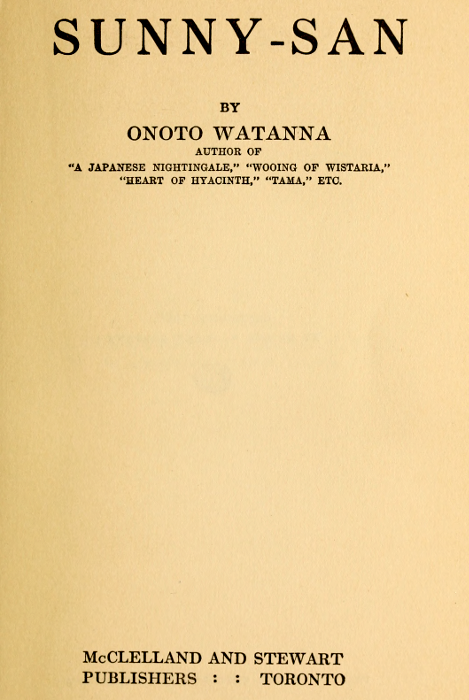 SUNNY-SAN
BY
ONOTO WATANNA
AUTHOR OF
“A JAPANESE NIGHTINGALE,” “WOOING OF WISTARIA,”
“HEART OF HYACINTH,” “TAMA,” ETC.
McCLELLAND AND STEWART
PUBLISHERS : : TORONTO